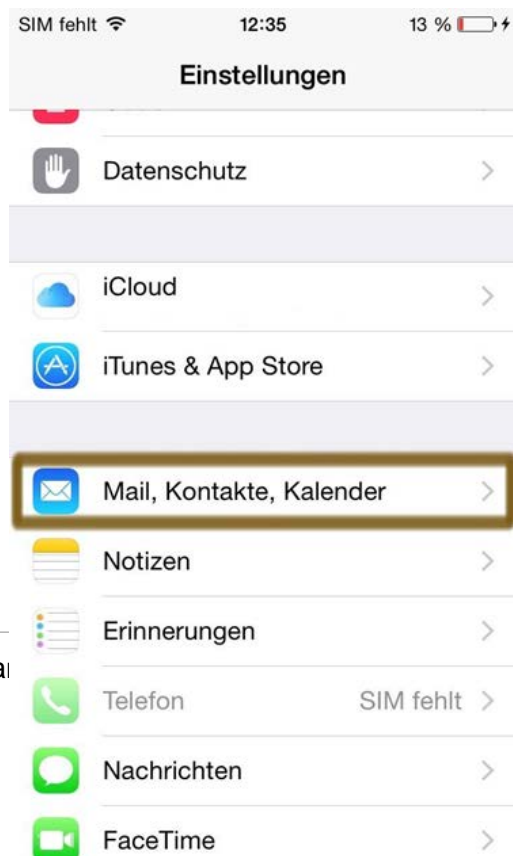 SIM fehlt 12:35 13 %
Einstellungen
Datenschutz
iCloud
iTunes & App Store
Mail, Kontakte, Kalender
Notizen
Erinnerungen
Telefon SIM fehlt
Nachrichten
FaceTime